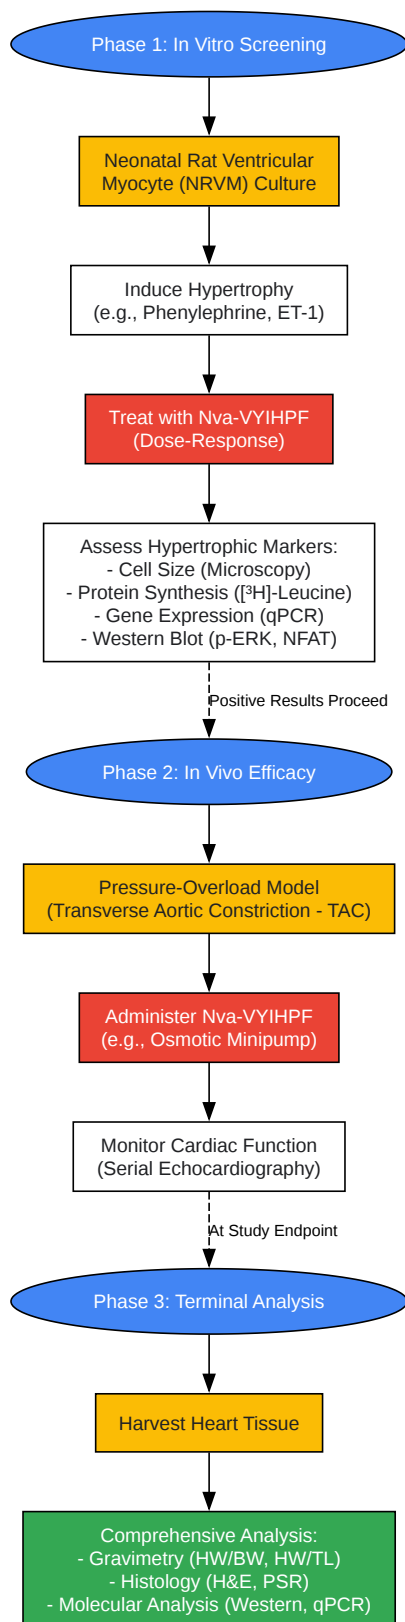 Phase 1: In Vitro Screening
Neonatal Rat Ventricular
Myocyte (NRVM) Culture
Induce Hypertrophy
(e.g., Phenylephrine, ET-1)
Treat with Nva-VYIHPF
(Dose-Response)
Assess Hypertrophic Markers:
- Cell Size (Microscopy)
- Protein Synthesis ([³H]-Leucine)
- Gene Expression (qPCR)
- Western Blot (p-ERK, NFAT)
Positive Results Proceed
Phase 2: In Vivo Efficacy
Pressure-Overload Model
(Transverse Aortic Constriction - TAC)
Administer Nva-VYIHPF
(e.g., Osmotic Minipump)
Monitor Cardiac Function
(Serial Echocardiography)
At Study Endpoint
Phase 3: Terminal Analysis
Harvest Heart Tissue
Comprehensive Analysis:
- Gravimetry (HW/BW, HW/TL)
- Histology (H&E, PSR)
- Molecular Analysis (Western, qPCR)